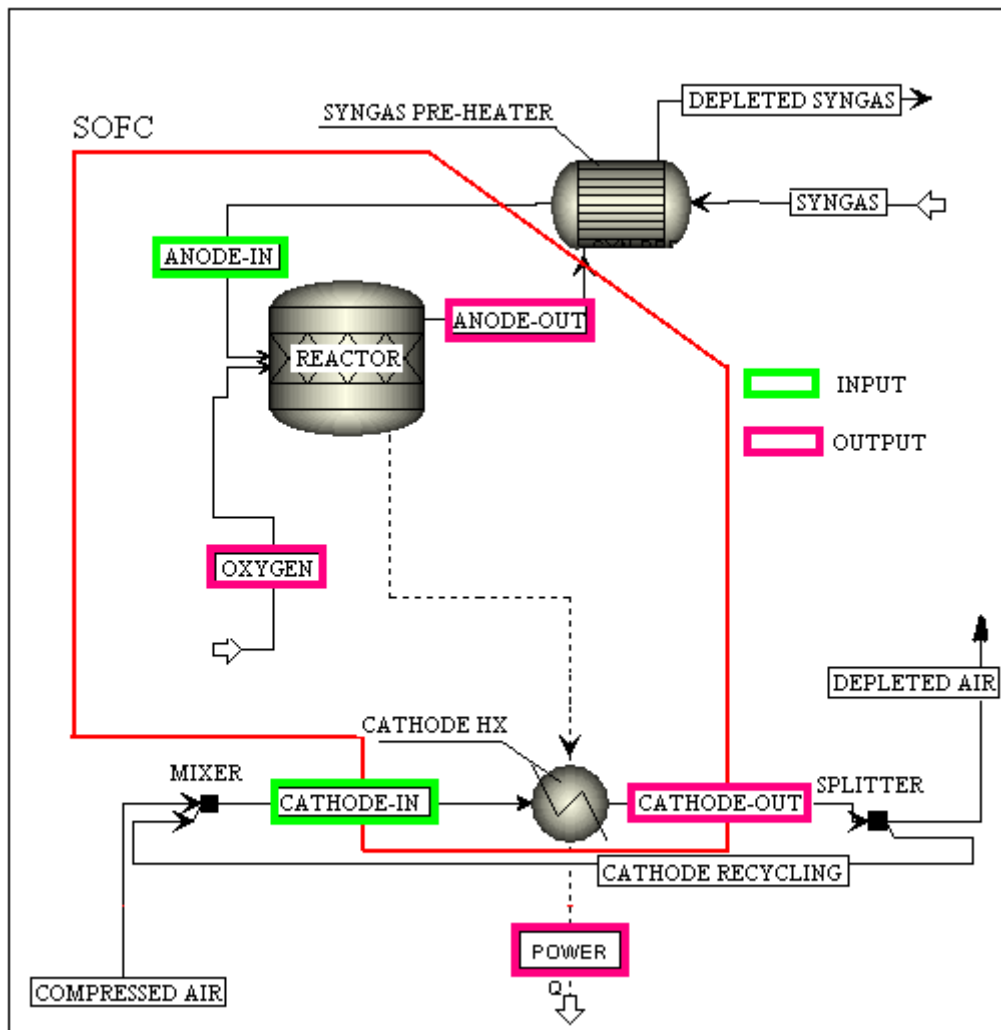 DEPLETED SYNGAS
SYNGAS PRE-HEATER
SOFC
SYNGAS
ANODE-IN
ANODE-OUT
REACTOR
INPUT
OUTPUT
OXYGEN
DEPLETED AIR
CATHODE HX
MIXER
CATHODE-IN
CATHODE-OUT
SPLITTER
CATHODE RECYCLING
POWER
Q
COMPRESSED AIR